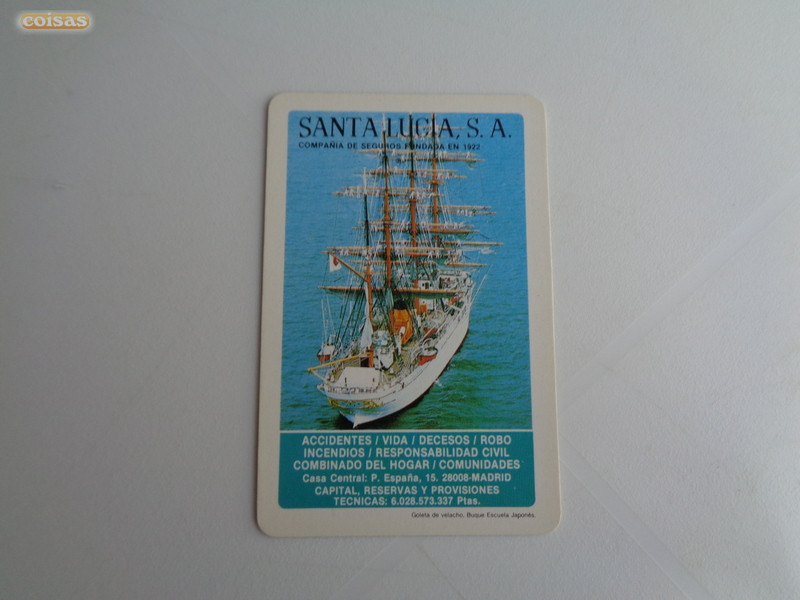 coisas
SANTA LUCIA, S. A.
COMPAÑIA DE SEGUROS FUNDADA EN 1922
ACCIDENTES / VIDA / DECESOS / ROBO
INCENDIOS / RESPONSABILIDAD CIVIL
COMBINADO DEL HOGAR / COMUNIDADES
Casa Central: P. España, 15. 28008-MADRID
CAPITAL, RESERVAS Y PROVISIONES
TECNICAS: 6.028.573.337 Ptas.
Goleta de velacho. Buque Escuela Japonés.